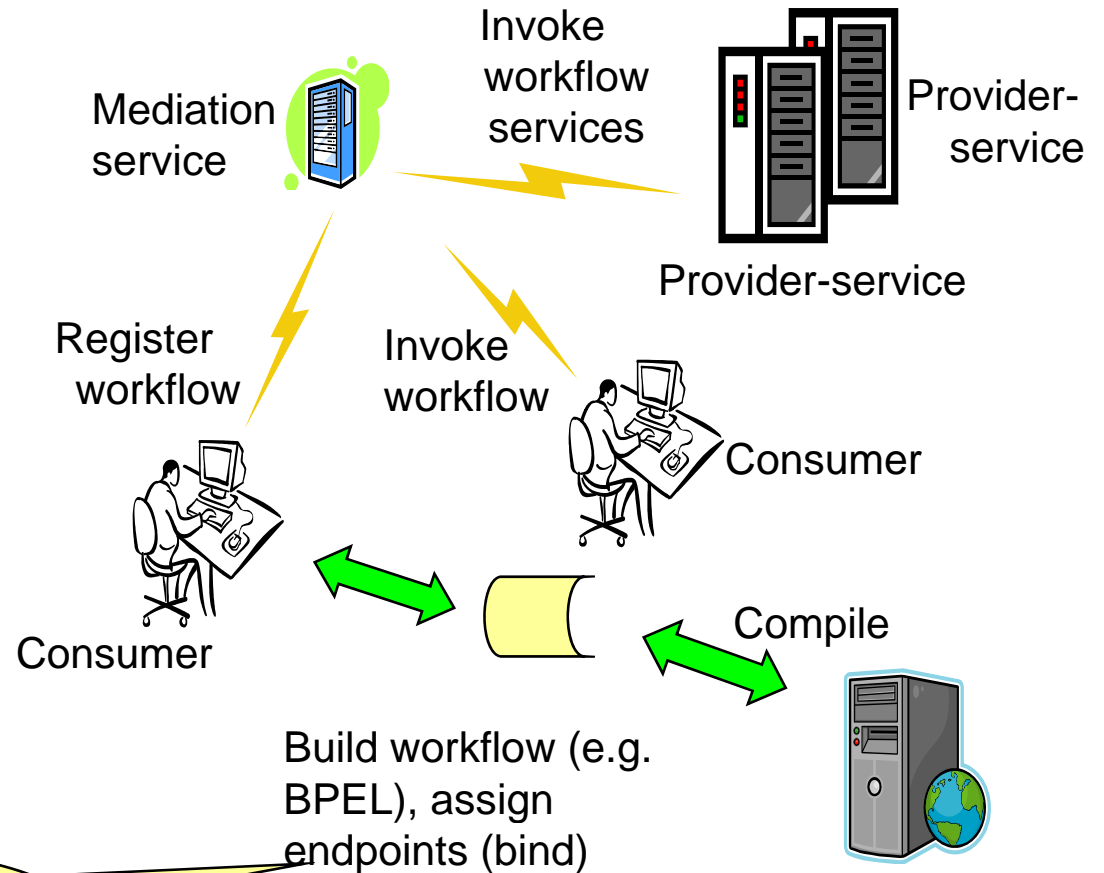 Invoke
workflow
services
Mediation
service
Provider-
service
Provider-service
Register
workflow
Invoke
workflow
Consumer
Consumer
Compile
Build workflow (e.g.
BPEL), assign
endpoints (bind)